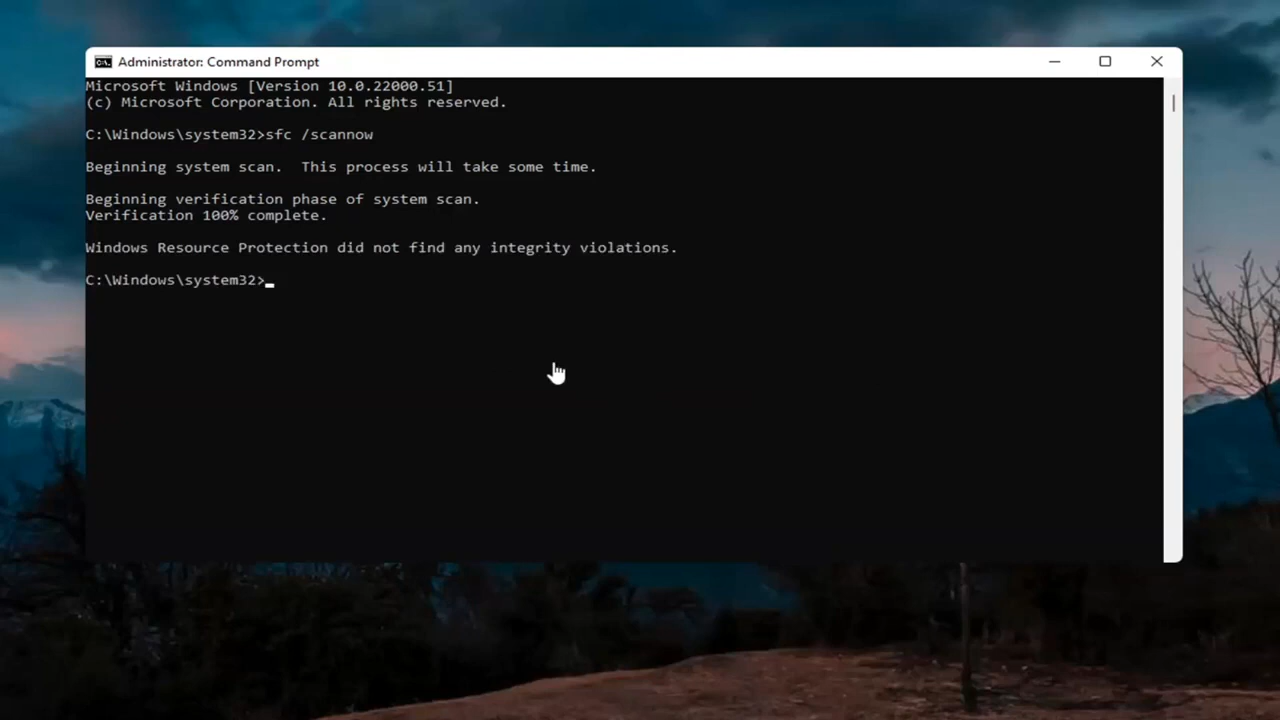 Administrator: Command Prompt
Microsoft Windows [Version 10.0.22000.51]
(c) Microsoft Corporation. All rights reserved.
C:\Windows\system32>sfc /scannow
Beginning system scan.  This process will take some time.
Beginning verification phase of system scan.
Verification 100% complete.
Windows Resource Protection did not find any integrity violations.
C:\Windows\system32>